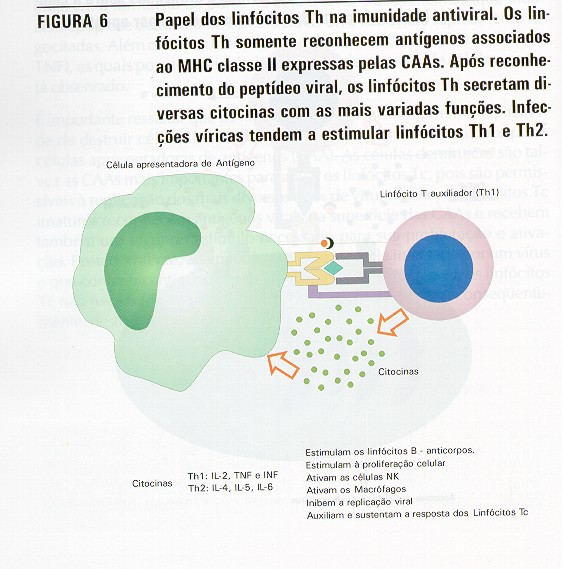 FIGURA 6
Papel dos linfócitos Th na imunidade antiviral. Os lin-
fócitos Th somente reconhecem antígenos associados
ao MHC classe II expressas pelas CAAs. Após reconhe-
cimento do peptídeo viral, os linfócitos Th secretam di-
versas citocinas com as mais variadas funções. Infec-
ções víricas tendem a estimular linfócitos Th1 e Th2.
Célula apresentadora de Antígeno
Linfócito T auxiliador (Th1)
Citocinas
Estimulam os linfócitos B - anticorpos.
Estimulam à proliferação celular
Ativam as células NK
Ativam os Macrófagos
Inibem a replicação viral
Auxiliam e sustentam a resposta dos Linfócitos Tc
Citocinas
Th1: IL-2, TNF e INF
Th2: IL-4, IL-5, IL-6